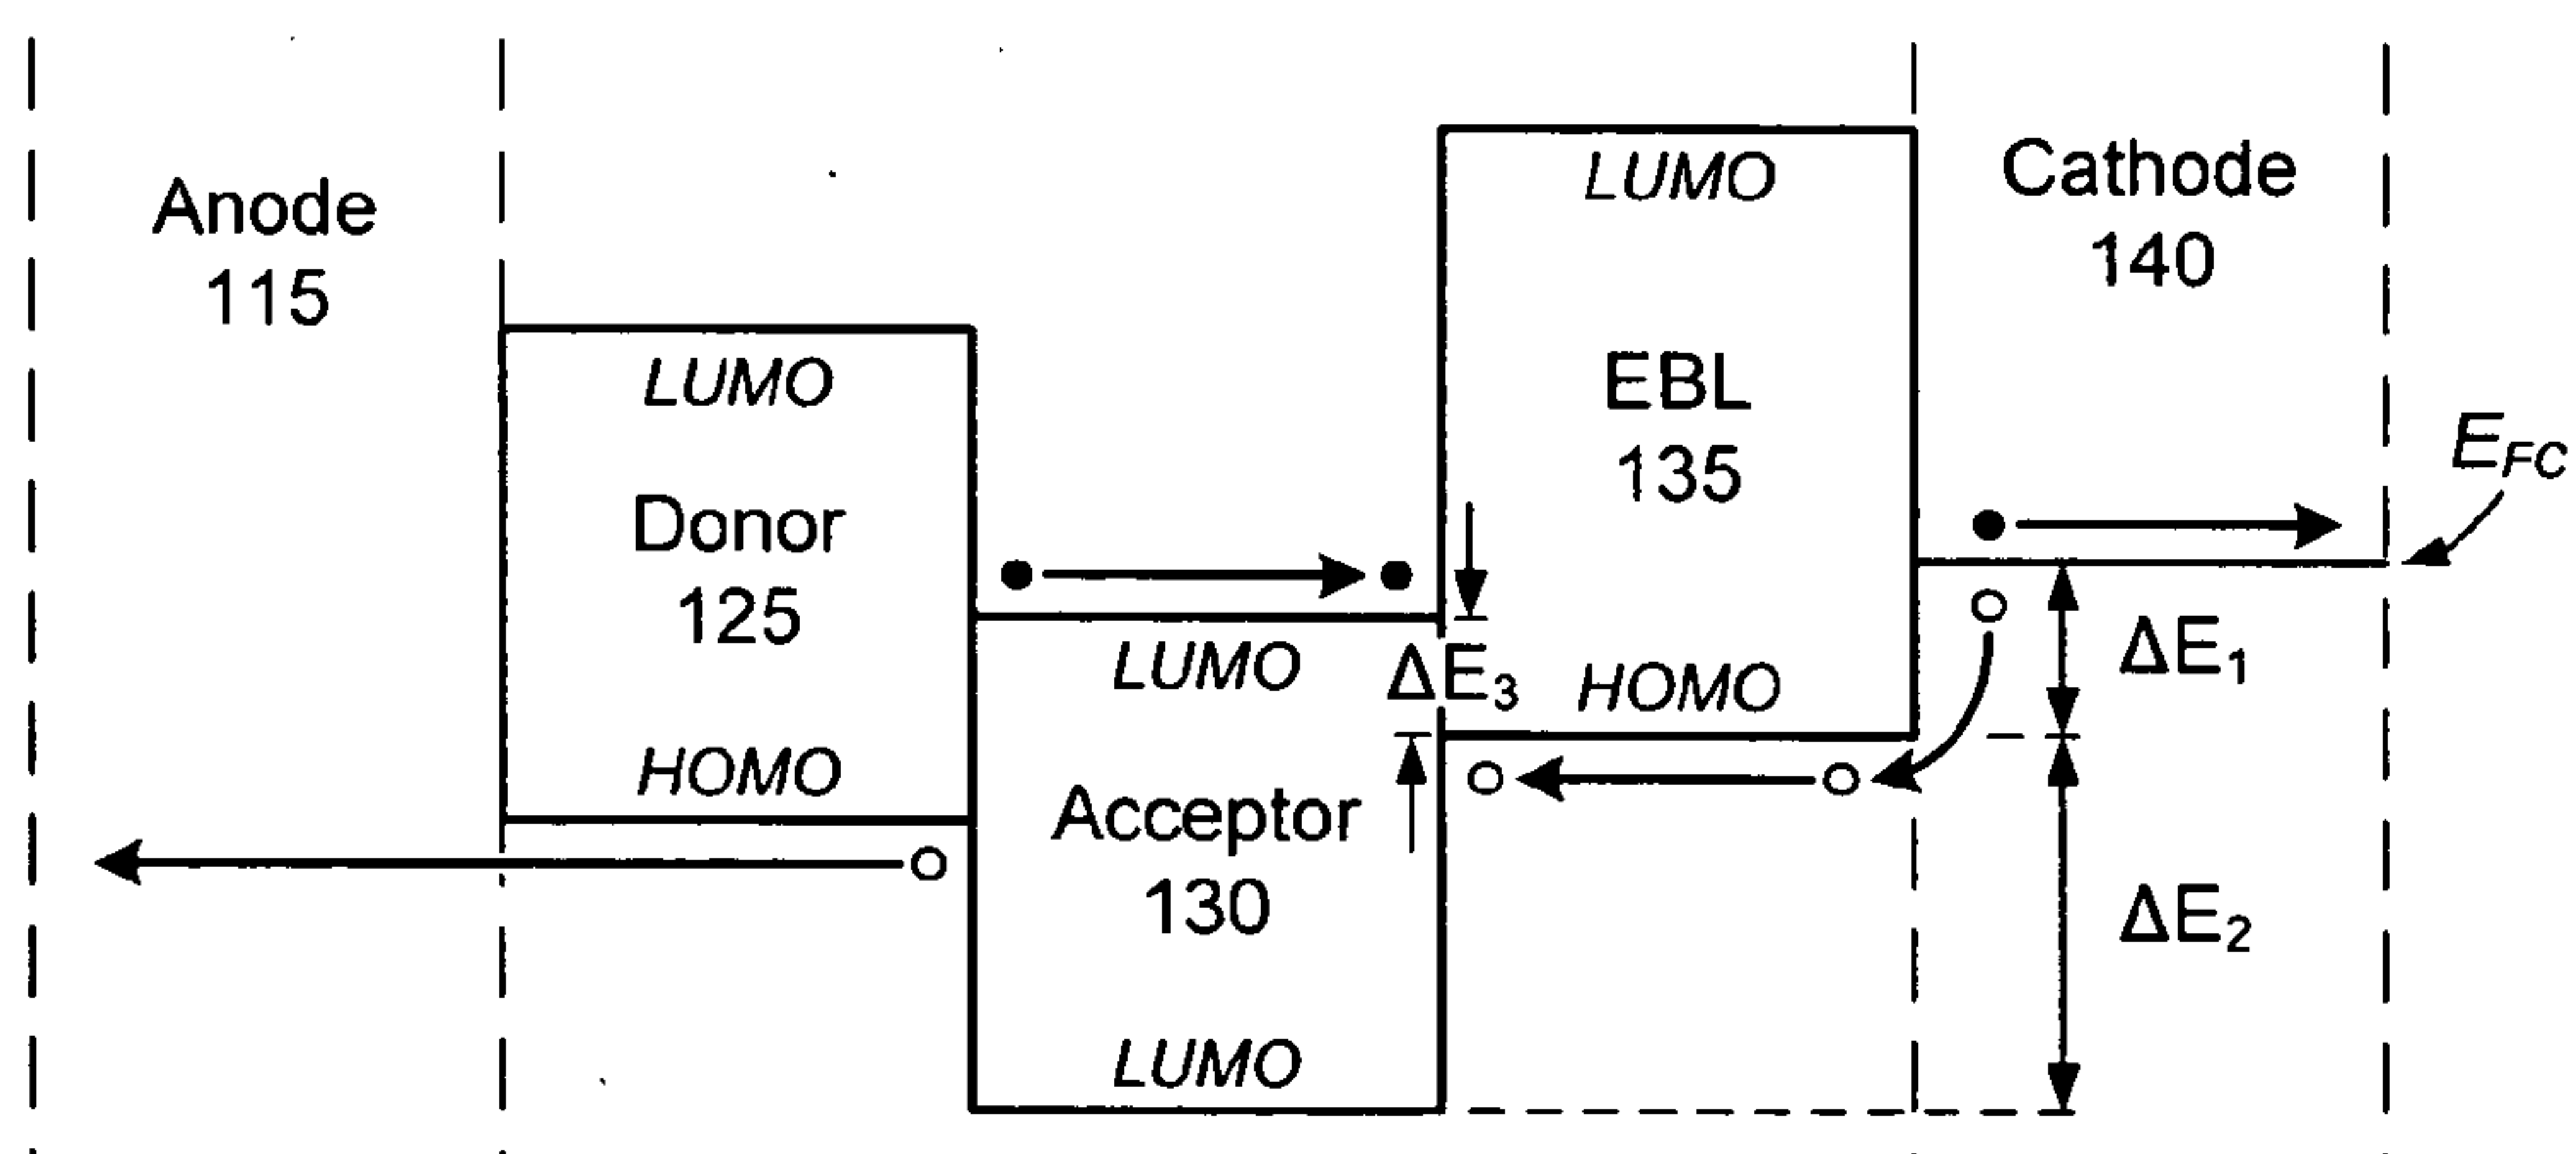 Anode
115
LUMO
Donor
125
HOMO
LUMO
Acceptor
130
LUMO
LUMO
EBL
135
HOMO
ΔE₃
Cathode
140
E_FC
ΔE₁
ΔE₂